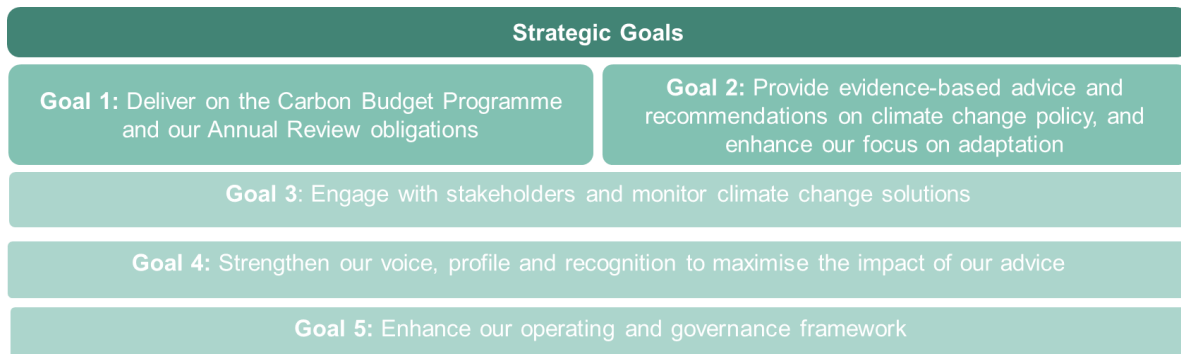 Strategic Goals
Goal 1: Deliver on the Carbon Budget Programme
and our Annual Review obligations
Goal 2: Provide evidence-based advice and
recommendations on climate change policy, and
enhance our focus on adaptation
Goal 3: Engage with stakeholders and monitor climate change solutions
Goal 4: Strengthen our voice, profile and recognition to maximise the impact of our advice
Goal 5: Enhance our operating and governance framework